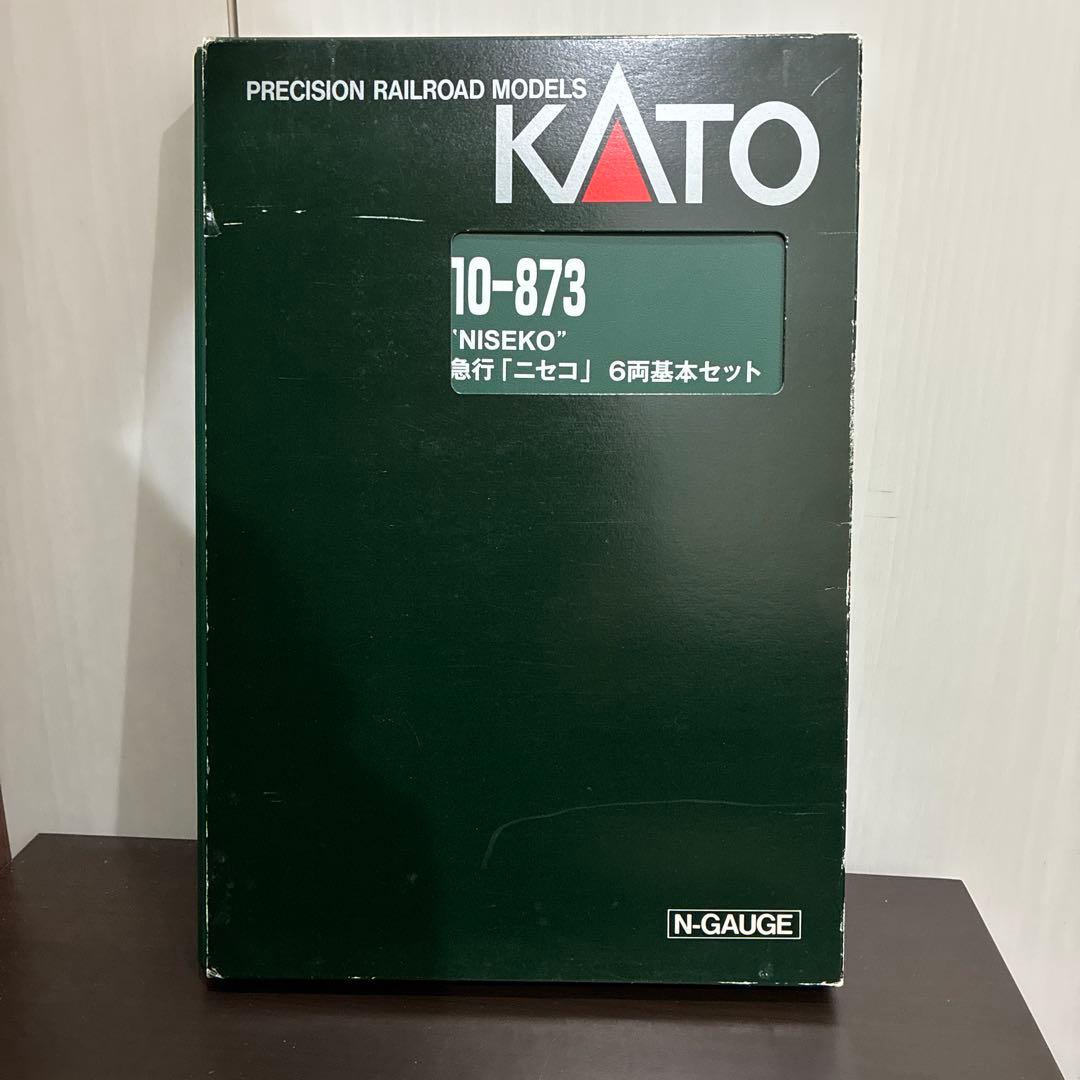 PRECISION RAILROAD MODELS
KATO
10-873
"NISEKO"
急行「ニセコ」 6両基本セット
N-GAUGE